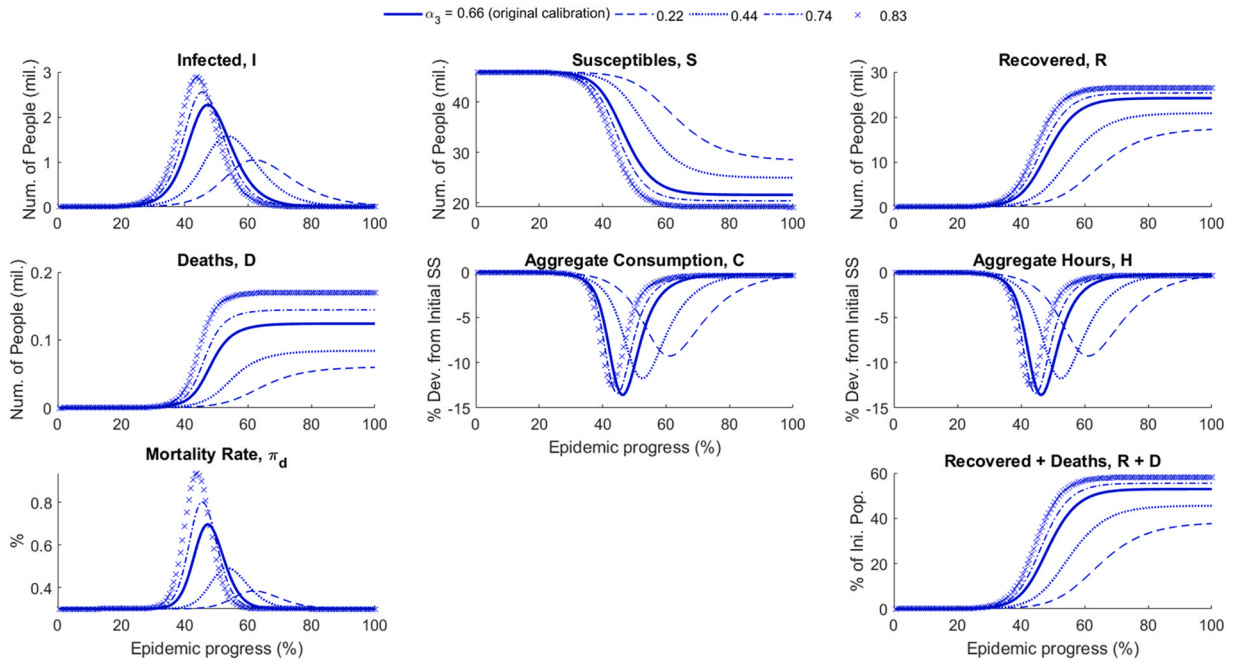 α3 = 0.66 (original calibration) 0.22 0.44 0.74 0.83
Infected, I
Num. of People (mil.)
3
2
1
0
0 20 40 60 80 100
Susceptibles, S
Num. of People (mil.)
40
30
20
0 20 40 60 80 100
Recovered, R
Num. of People (mil.)
30
20
10
0
0 20 40 60 80 100
Deaths, D
Num. of People (mil.)
0.2
0.1
0
0 20 40 60 80 100
Aggregate Consumption, C
% Dev. from Initial SS
0
-5
-10
-15
0 20 40 60 80 100
Epidemic progress (%)
Aggregate Hours, H
% Dev. from Initial SS
0
-5
-10
-15
0 20 40 60 80 100
Mortality Rate, πd
%
0.8
0.6
0.4
0 20 40 60 80 100
Epidemic progress (%)
Recovered + Deaths, R + D
% of Ini. Pop.
60
40
20
0
0 20 40 60 80 100
Epidemic progress (%)